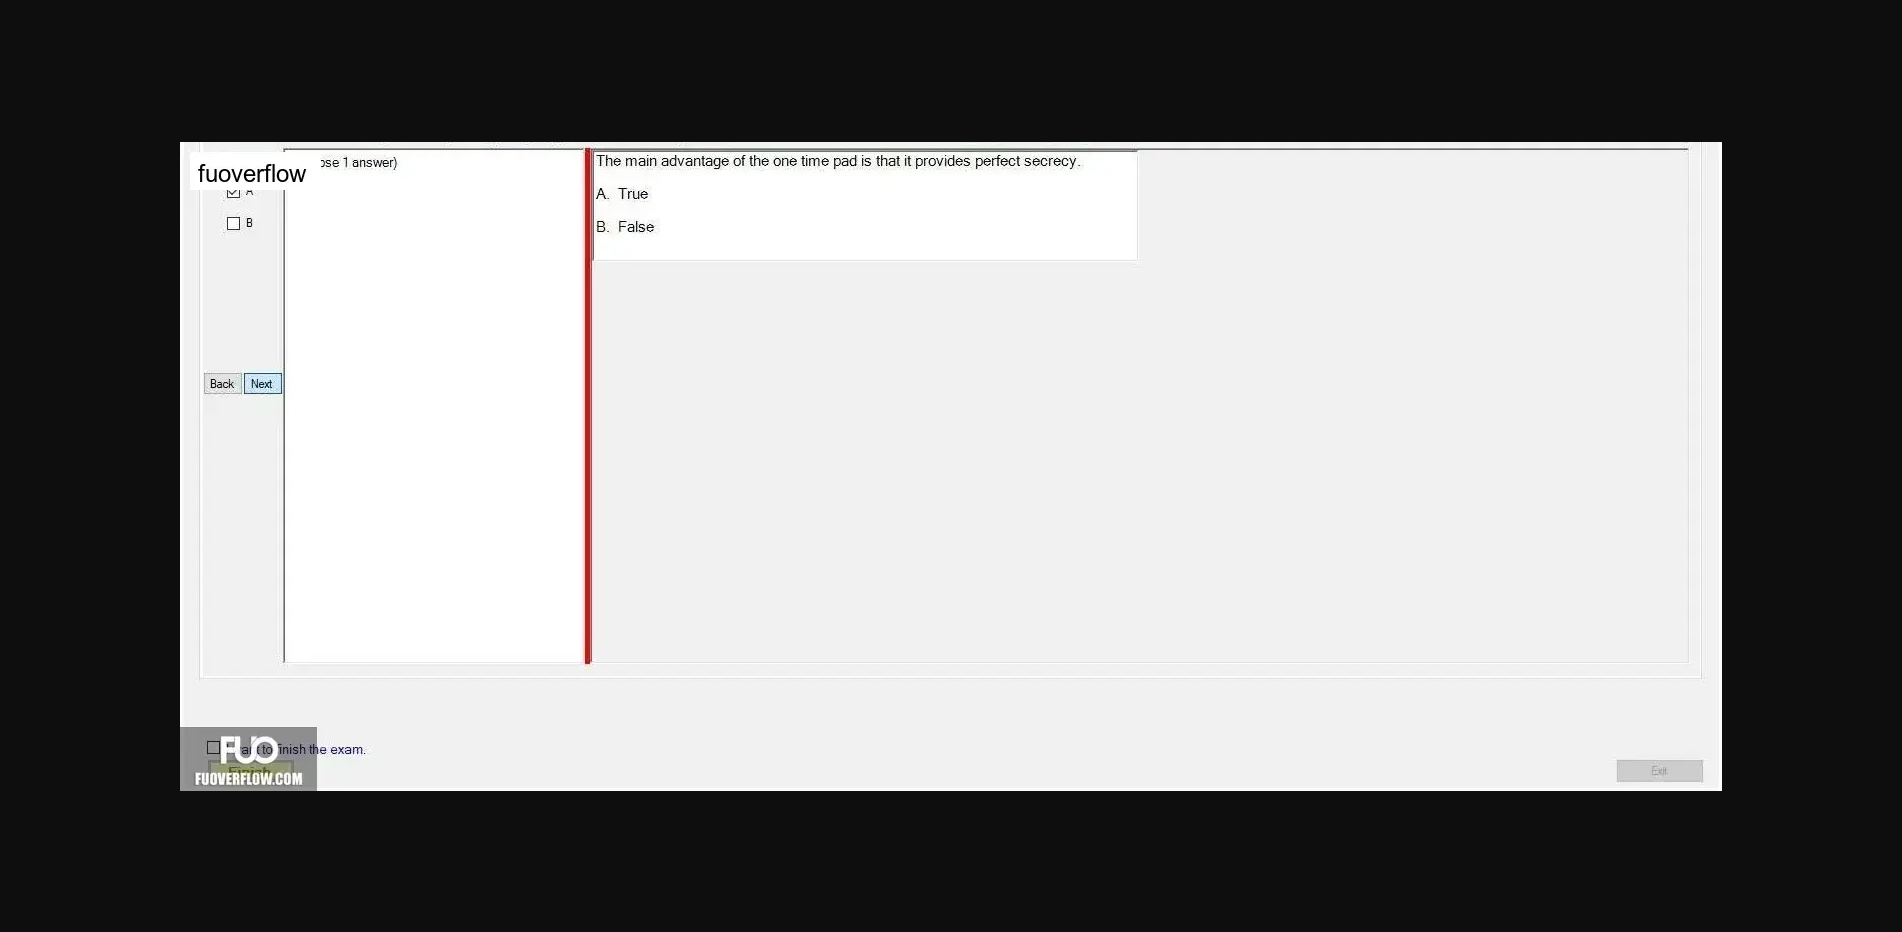 fuoverflow
ose 1 answer)
The main advantage of the one time pad is that it provides perfect secrecy.
A
A. True
B
B. False
Back Next
to finish the exam.
FUO
FUOVERFLOW.COM
Exit